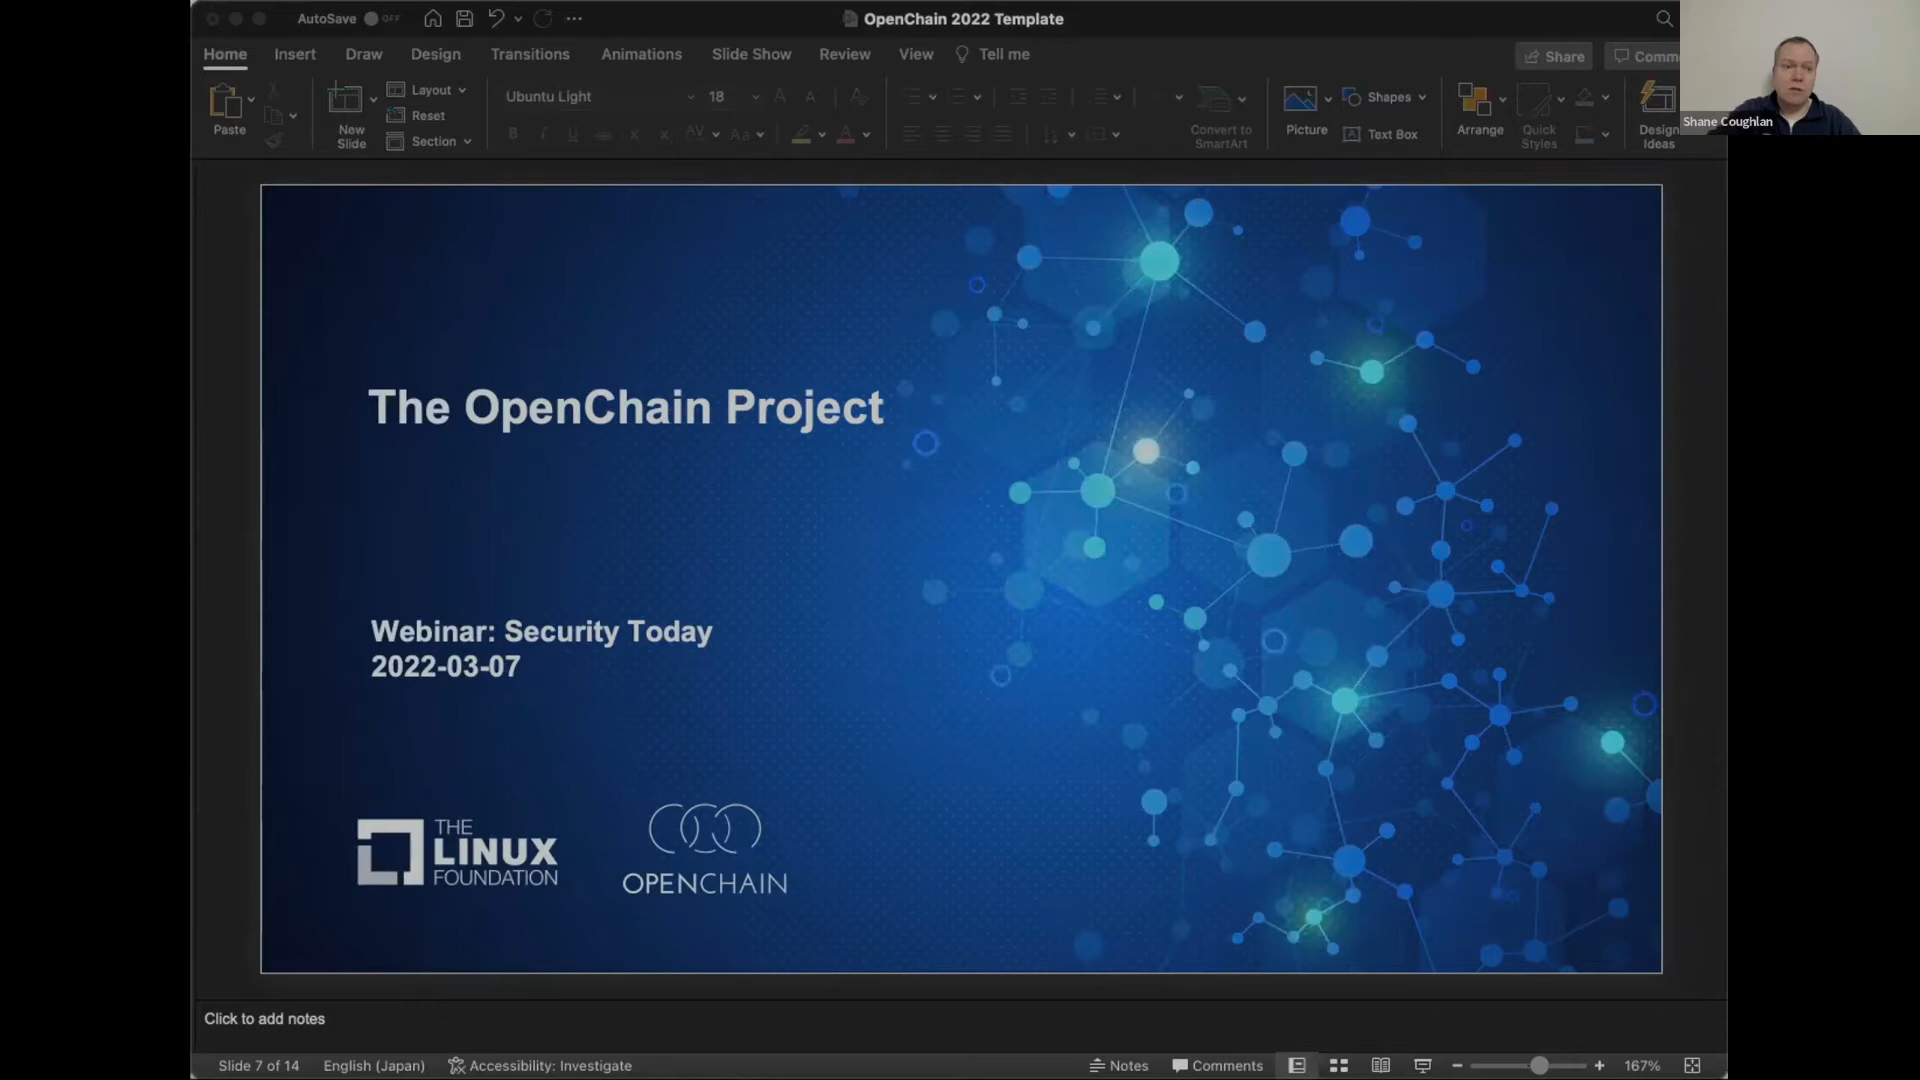 AutoSave OFF
OpenChain 2022 Template
Home Insert Draw Design Transitions Animations Slide Show Review View Tell me
Share
Comm
Shane Coughlan
Paste
New Slide
Layout
Reset
Section
Ubuntu Light
18
Convert to SmartArt
Picture
Shapes
Text Box
Arrange
Quick Styles
Design Ideas
The OpenChain Project
Webinar: Security Today
2022-03-07
THE
LINUX
FOUNDATION
OPENCHAIN
Click to add notes
Slide 7 of 14 English (Japan) Accessibility: Investigate Notes Comments 167%